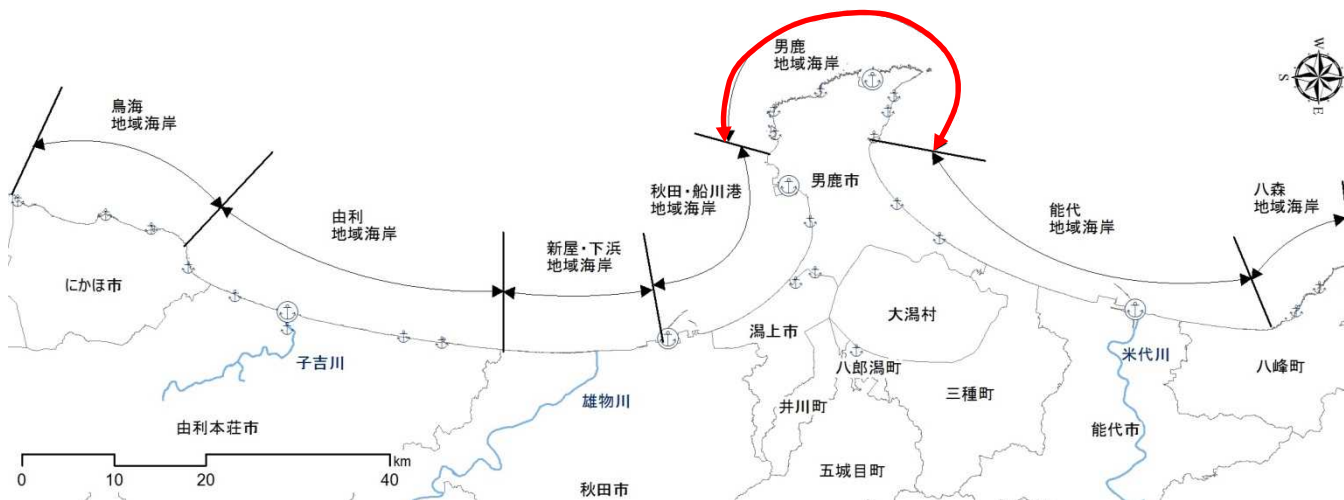 男鹿
地域海岸
鳥海
地域海岸
W
S
E
秋田・船川港
地域海岸
男鹿市
八森
地域海岸
由利
地域海岸
能代
地域海岸
新屋・下浜
地域海岸
にかほ市
大潟村
潟上市
子吉川
八郎潟町
米代川
八峰町
雄物川
井川町
三種町
由利本荘市
能代市
五城目町
秋田市
km
0
10
20
40